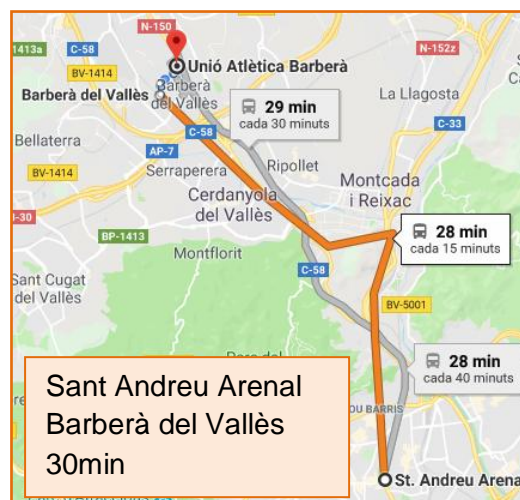 N-150
1413a
C-58
N-152z
Unió Atlètica Barberà
BV-1414
Barberà del Vallès
Barberà
del Vallès
La Llagosta
29 min
cada 30 minuts
C-33
C-58
Bellaterra
AP-7
Ripollet
BV-1414
Serraperera
Montcada
i Reixac
Cerdanyola
del Vallès
-30
BP-1413
28 min
cada 15 minuts
Montflorit
C-58
Sant Cugat
del Vallès
BV-5001
28 min
cada 40 minuts
OU BARRIS
Sant Andreu Arenal
Barberà del Vallès
30min
St. Andreu Arena